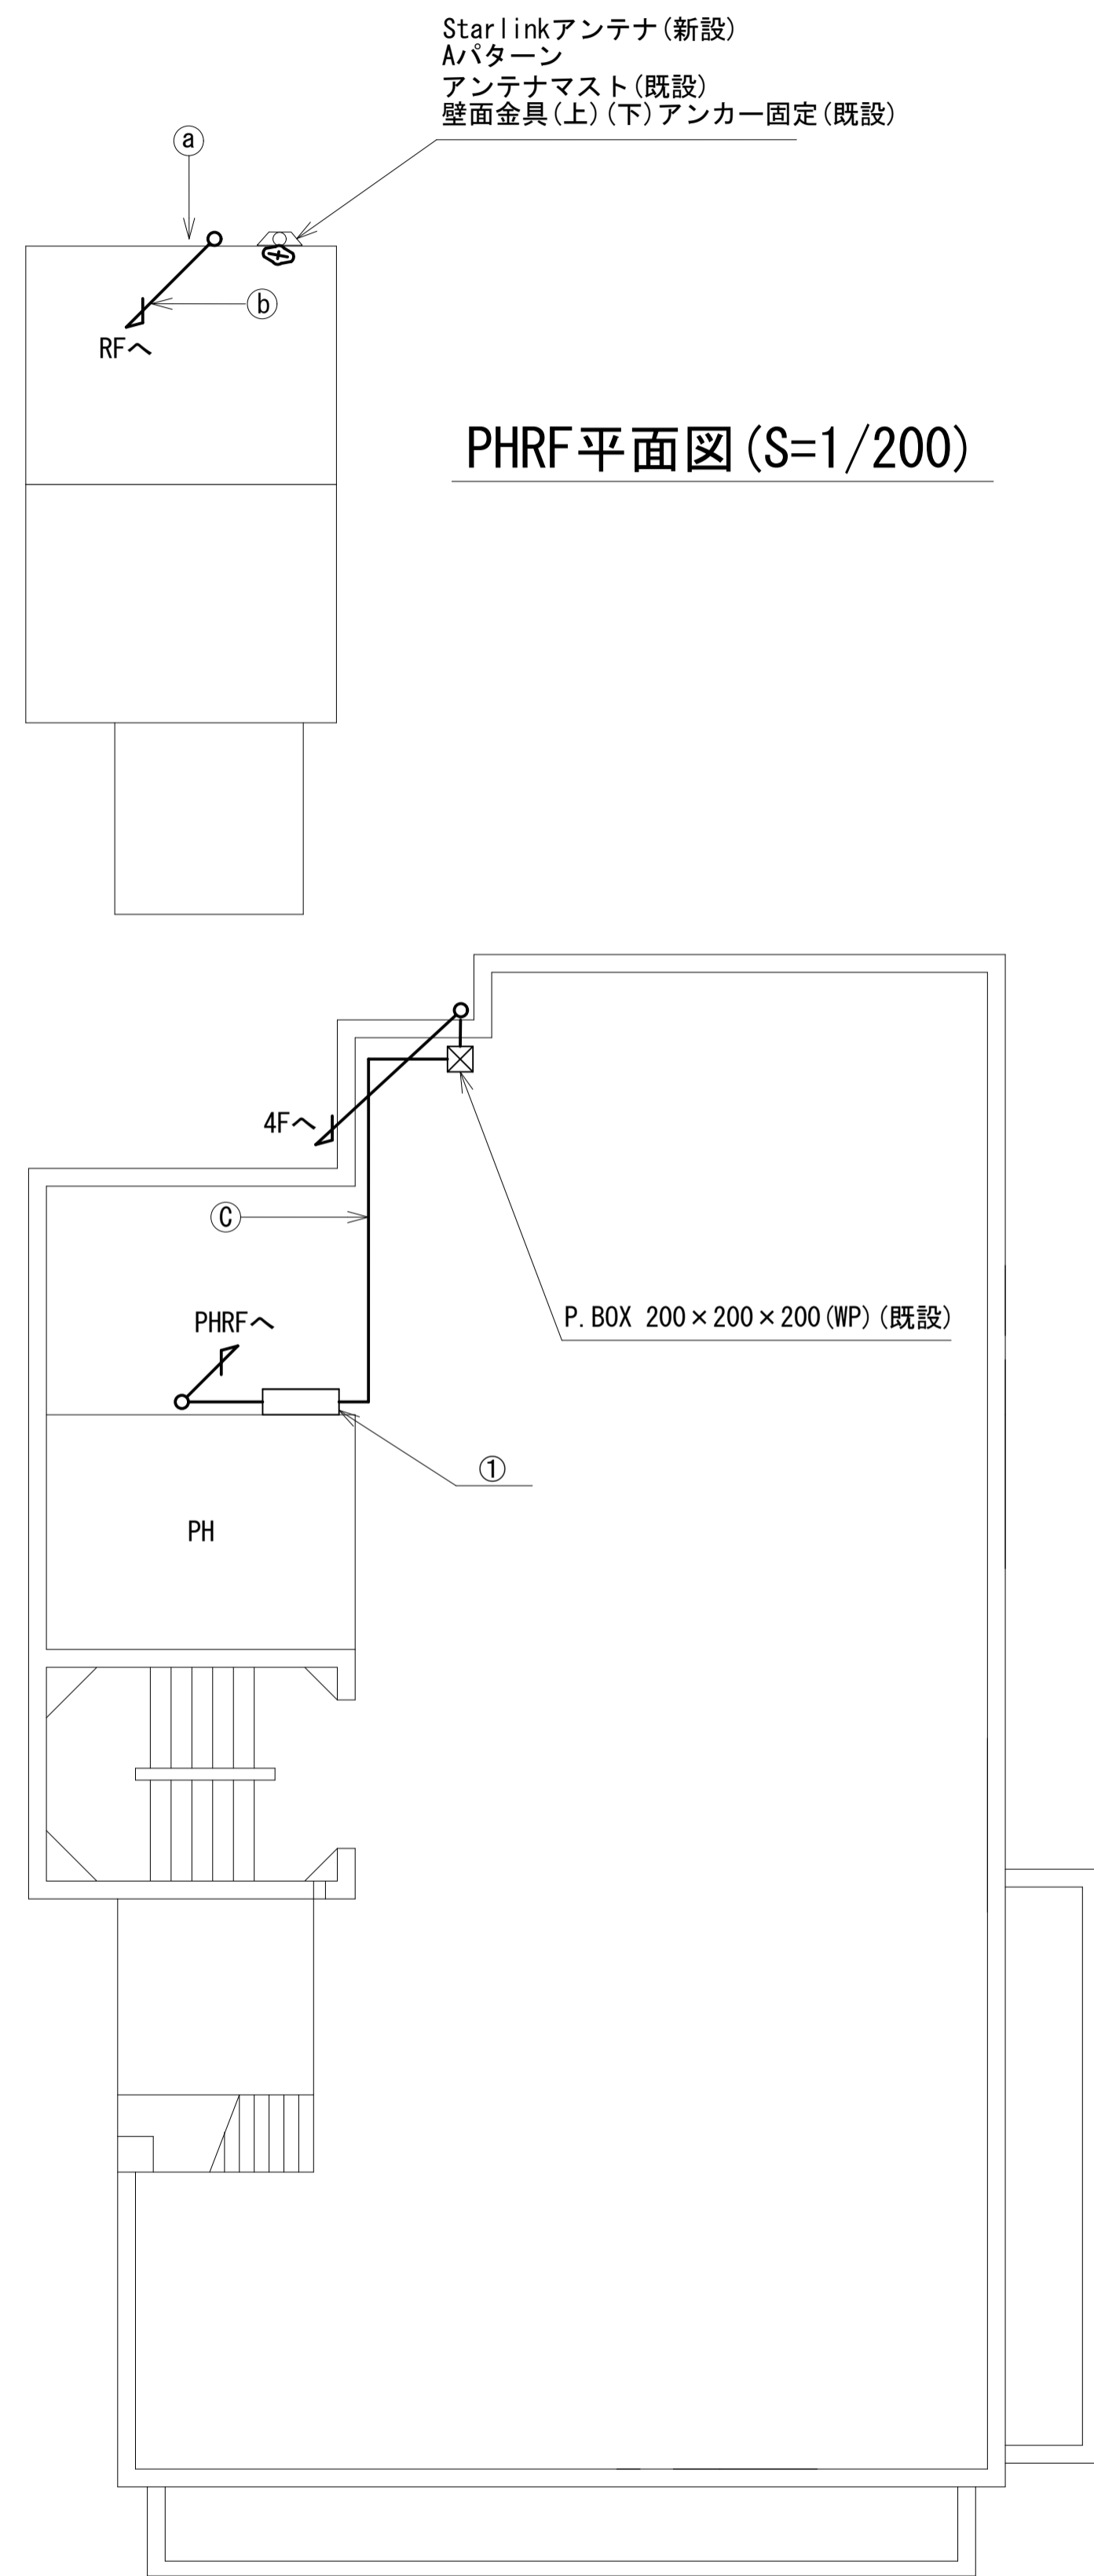 Starlinkアンテナ(新設)
Aパターン
アンテナマスト(既設)
壁面金具(上)(下)アンカー固定(既設)
ⓐ
ⓑ
RFへ
PHRF平面図(S=1/200)
4Fへ
Ⓒ
P.BOX 200×200×200(WP)(既設)
PHRFへ
①
PH